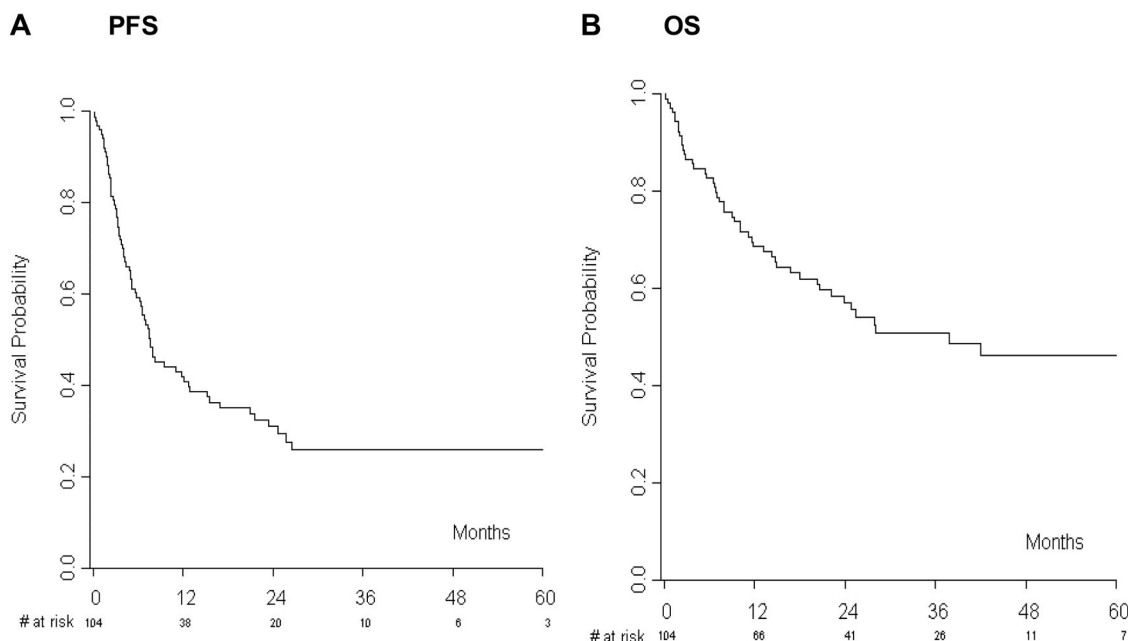 A PFS
Survival Probability
1.0
0.8
0.6
0.4
0.2
0.0
Months
0 12 24 36 48 60
# at risk 104 38 20 10 6 3
B OS
Survival Probability
1.0
0.8
0.6
0.4
0.2
0.0
Months
0 12 24 36 48 60
# at risk 104 66 41 26 11 7